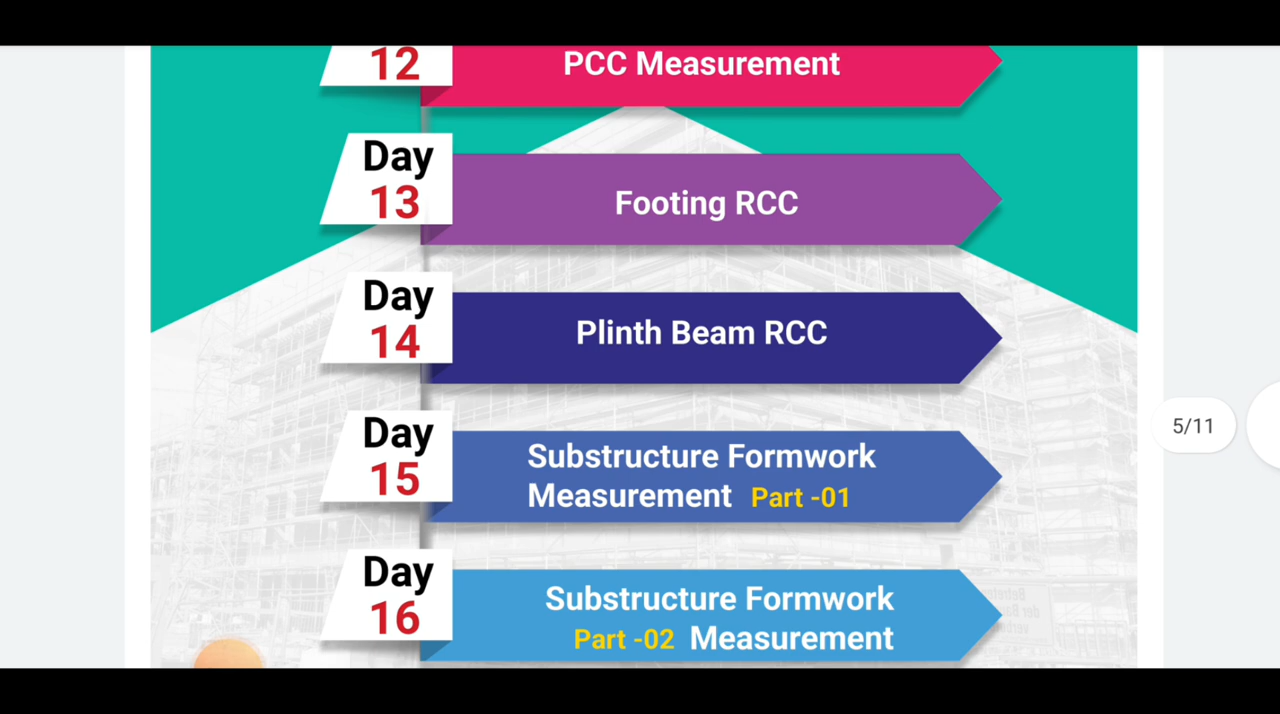 12
PCC Measurement
Day
13
Footing RCC
Day
14
Plinth Beam RCC
Day
15
Substructure Formwork
Measurement Part -01
5/11
Day
16
Substructure Formwork
Part -02 Measurement